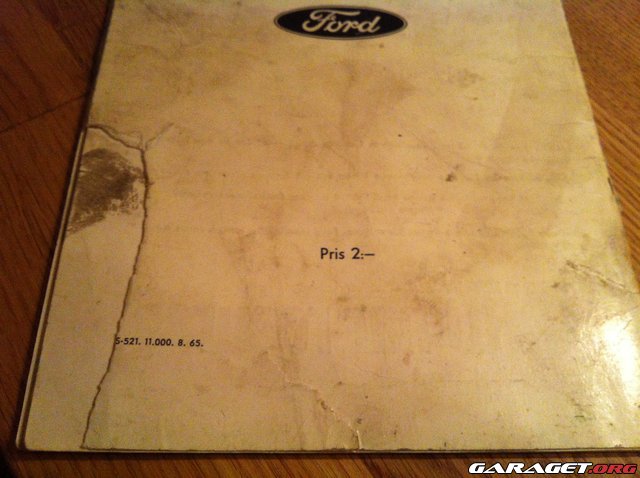 Ford
Pris 2:—
S-521. 11.000. 8. 65.
GARAGET.ORG